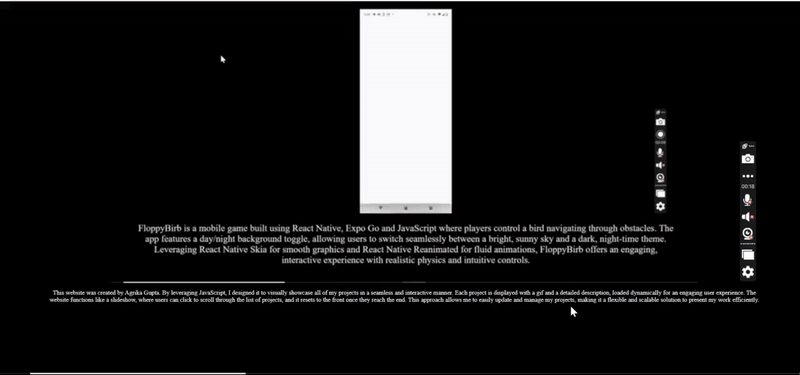 FloppyBirb is a mobile game built using React Native, Expo Go and JavaScript where players control a bird navigating through obstacles. The
app features a day/night background toggle, allowing users to switch seamlessly between a bright, sunny sky and a dark, night-time theme.
Leveraging React Native Skia for smooth graphics and React Native Reanimated for fluid animations, FloppyBirb offers an engaging,
interactive experience with realistic physics and intuitive controls.
00:18
This website was created by Agrika Gupta. By leveraging JavaScript, I designed it to visually showcase all of my projects in a seamless and interactive manner. Each project is displayed with a gif and a detailed description, loaded dynamically for an engaging user experience. The
website functions like a slideshow, where users can click to scroll through the list of projects, and it resets to the front once they reach the end. This approach allows me to easily update and manage my projects, making it a flexible and scalable solution to present my work efficiently.